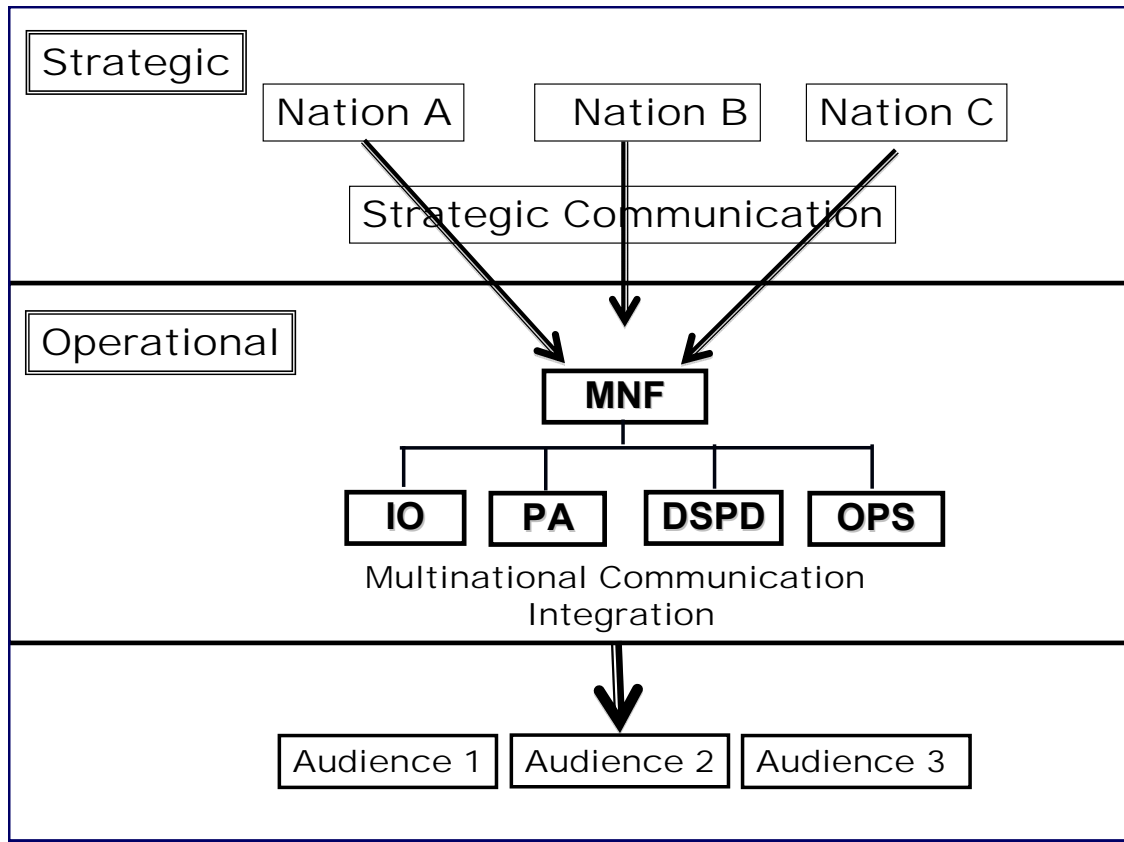 Strategic
Nation A
Nation B
Nation C
Strategic Communication
Operational
MNF
IO
PA
DSPD
OPS
Multinational Communication
Integration
Audience 1
Audience 2
Audience 3